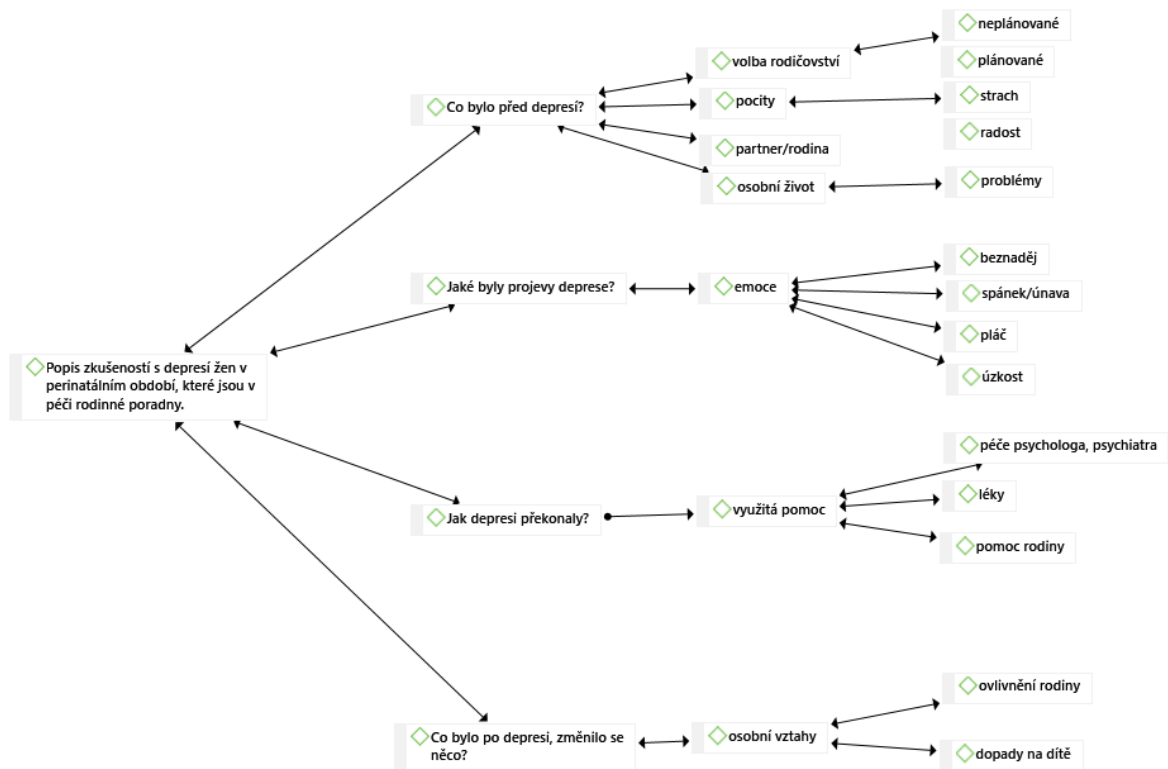 neplánované
volba rodičovství
plánované
Co bylo před depresí?
pocity
strach
radost
partner/rodina
osobní život
problémy
beznaděj
Jaké byly projevy deprese?
emoce
spánek/únava
pláč
úzkost
Popis zkušeností s depresí žen v
perinatálním období, které jsou v
péči rodinné poradny.
péče psychologa, psychiatra
léky
využitá pomoc
Jak depresi překonaly?
pomoc rodiny
ovlivnění rodiny
Co bylo po depresi, změnilo se
něco?
osobní vztahy
dopady na dítě